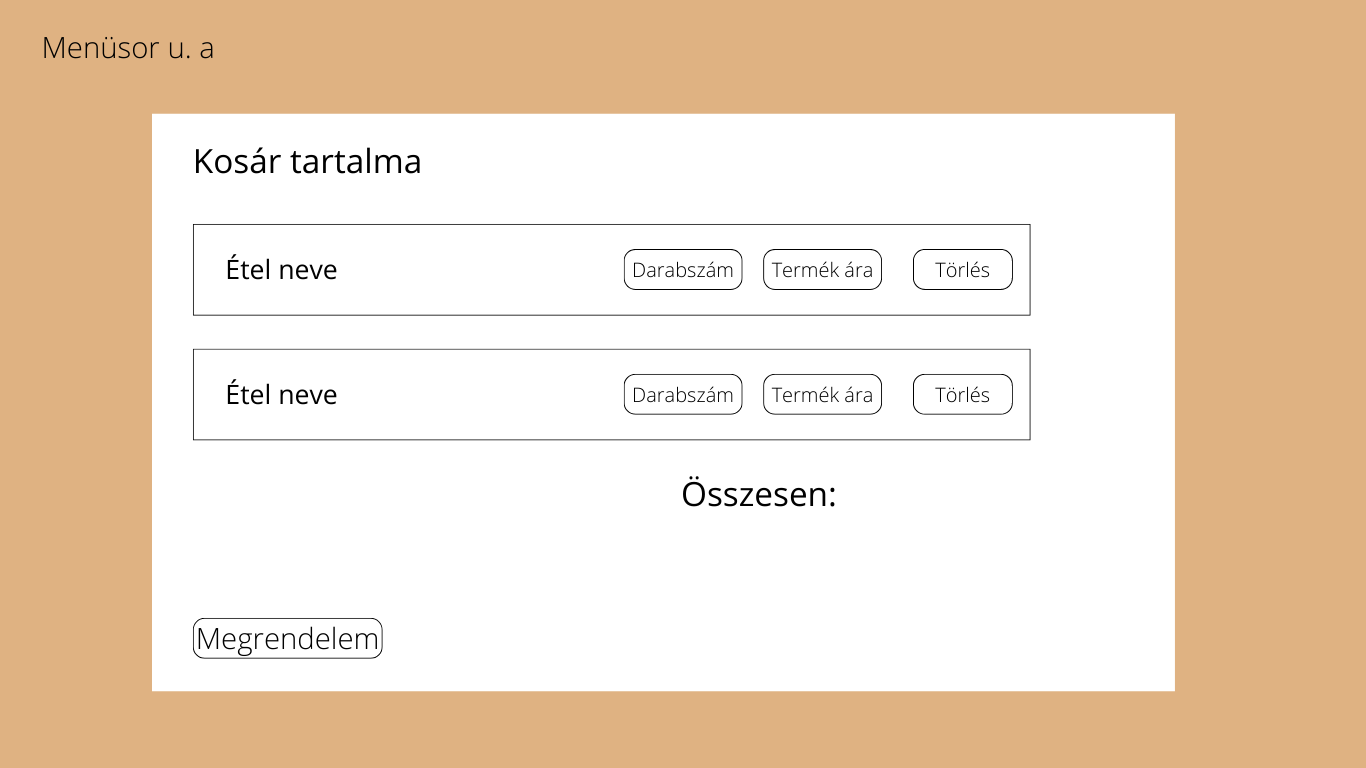 Menüsor u. a
Kosár tartalma
Étel neve Darabszám Termék ára Törlés
Étel neve Darabszám Termék ára Törlés
Összesen:
Megrendelem